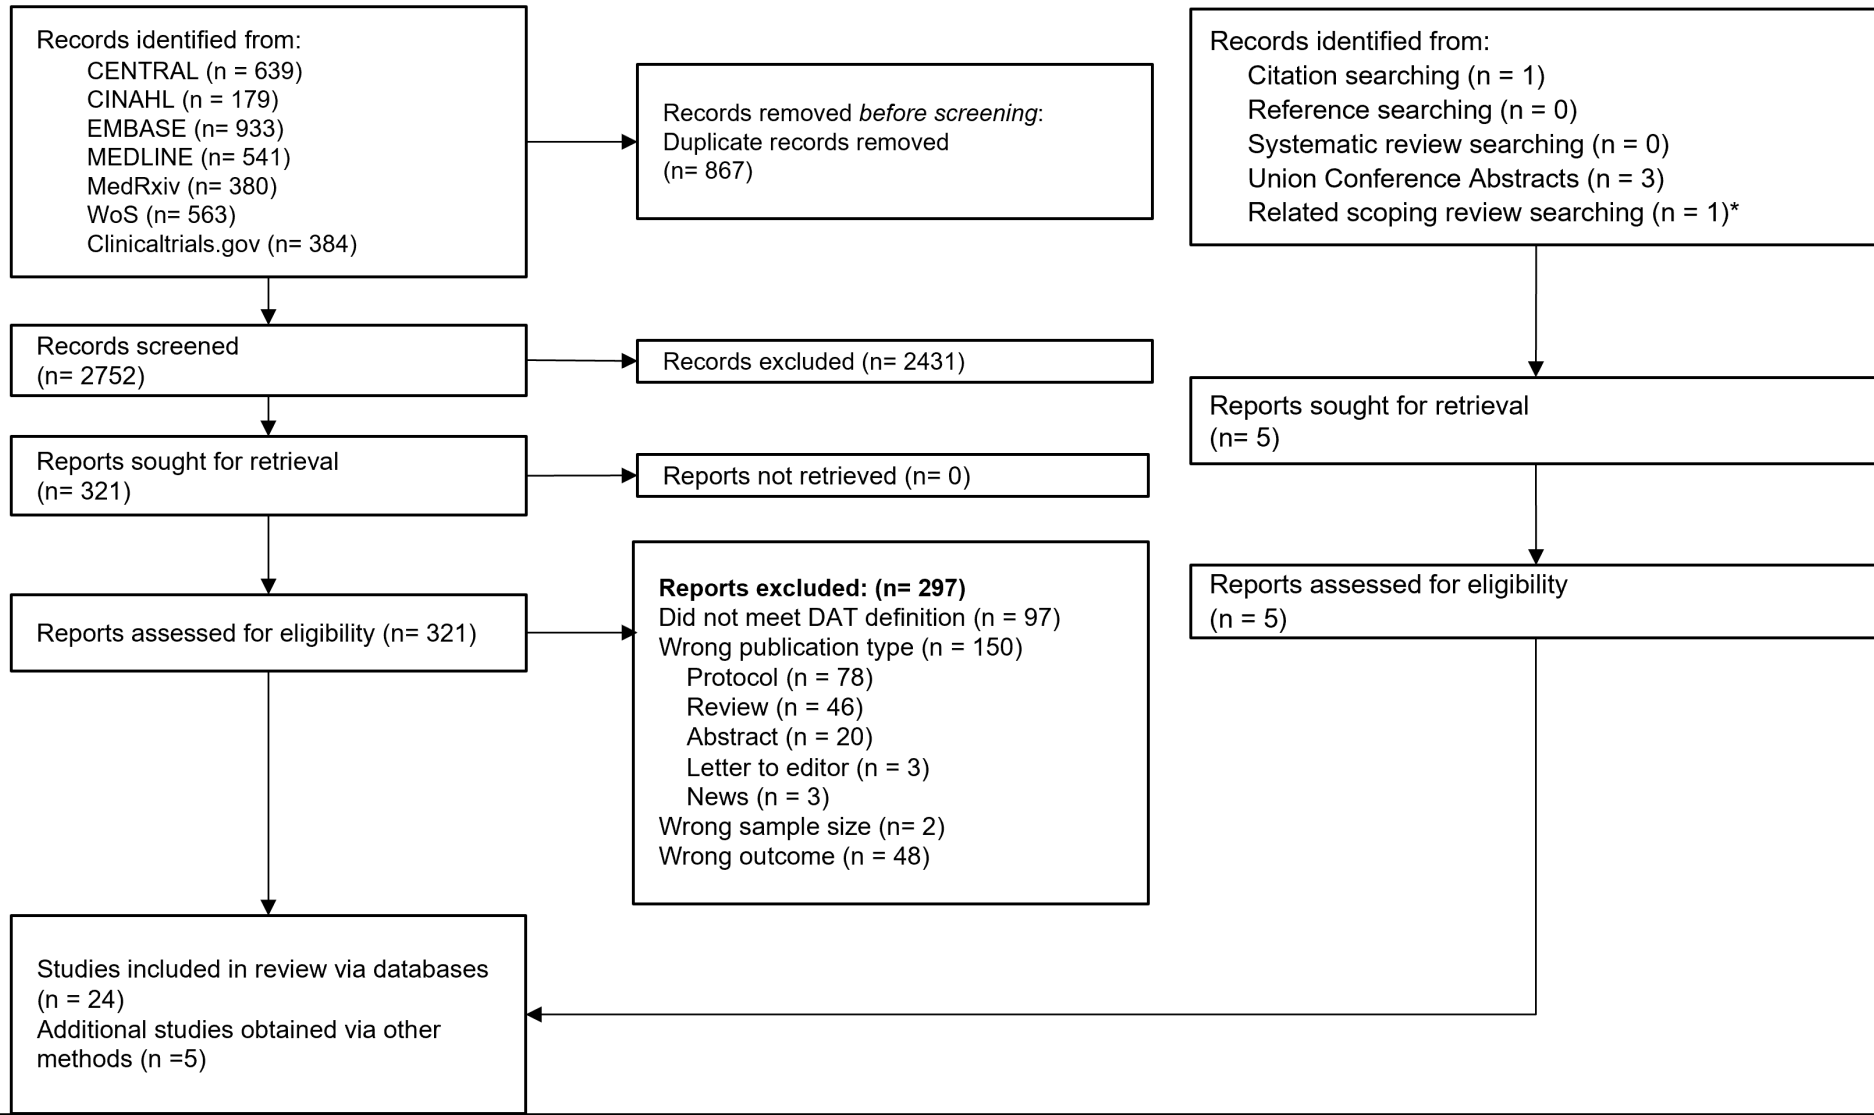 Records identified from:
CENTRAL (n = 639)
CINAHL (n = 179)
EMBASE (n= 933)
MEDLINE (n= 541)
MedRxiv (n= 380)
WoS (n= 563)
Clinicaltrials.gov (n= 384)
Records removed before screening:
Duplicate records removed
(n= 867)
Records identified from:
Citation searching (n = 1)
Reference searching (n = 0)
Systematic review searching (n = 0)
Union Conference Abstracts (n = 3)
Related scoping review searching (n = 1)*
Records screened
(n= 2752)
Records excluded (n= 2431)
Reports sought for retrieval
(n= 5)
Reports sought for retrieval
(n= 321)
Reports not retrieved (n= 0)
Reports assessed for eligibility (n= 321)
Reports excluded: (n= 297)
Did not meet DAT definition (n = 97)
Wrong publication type (n = 150)
Protocol (n = 78)
Review (n = 46)
Abstract (n = 20)
Letter to editor (n = 3)
News (n = 3)
Wrong sample size (n= 2)
Wrong outcome (n = 48)
Reports assessed for eligibility
(n = 5)
Studies included in review via databases
(n = 24)
Additional studies obtained via other
methods (n =5)